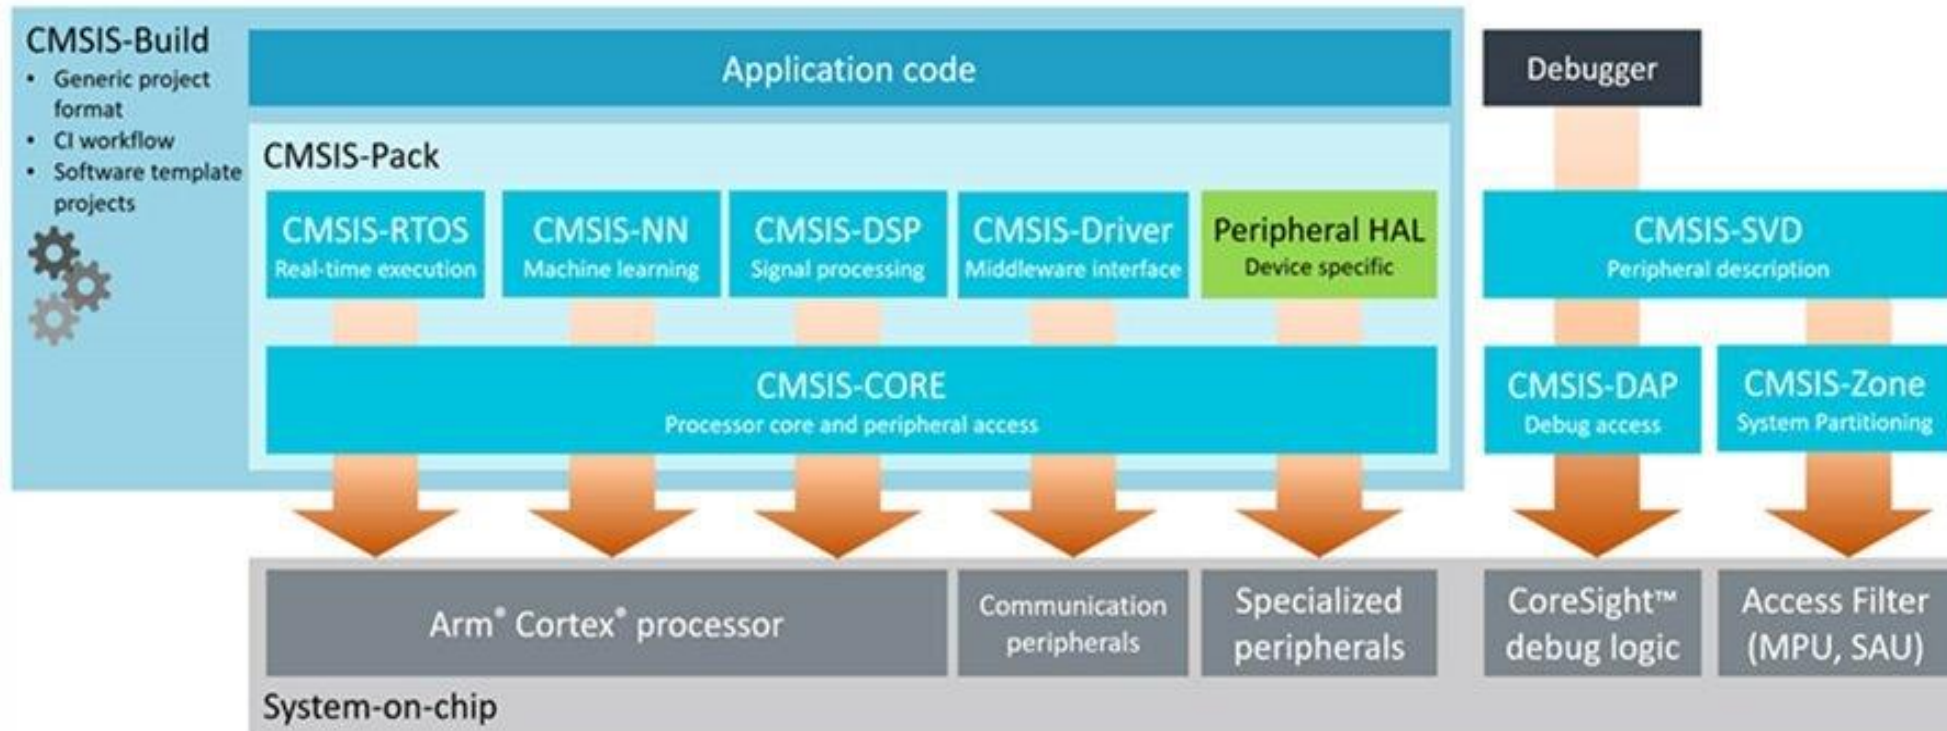 CMSIS-Build
• Generic project
format
• CI workflow
• Software template
projects
Application code
Debugger
CMSIS-Pack
CMSIS-RTOS
Real-time execution
CMSIS-NN
Machine learning
CMSIS-DSP
Signal processing
CMSIS-Driver
Middleware interface
Peripheral HAL
Device specific
CMSIS-SVD
Peripheral description
CMSIS-CORE
Processor core and peripheral access
CMSIS-DAP
Debug access
CMSIS-Zone
System Partitioning
Arm® Cortex® processor
Communication
peripherals
Specialized
peripherals
CoreSight™
debug logic
Access Filter
(MPU, SAU)
System-on-chip